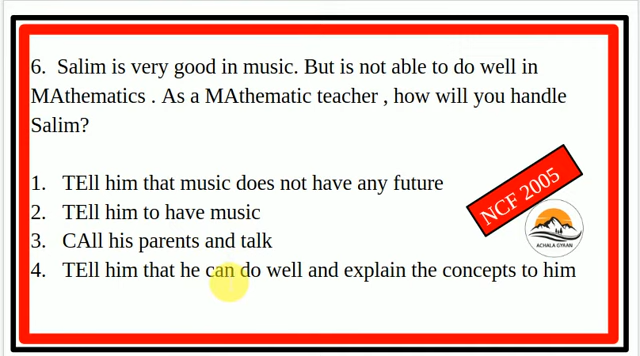 6. Salim is very good in music. But is not able to do well in
MAthematics . As a MAthematic teacher , how will you handle
Salim?
1. TEll him that music does not have any future
2. TEll him to have music
3. CAll his parents and talk
4. TEll him that he can do well and explain the concepts to him
NCF 2005
ACHALA GYAAN